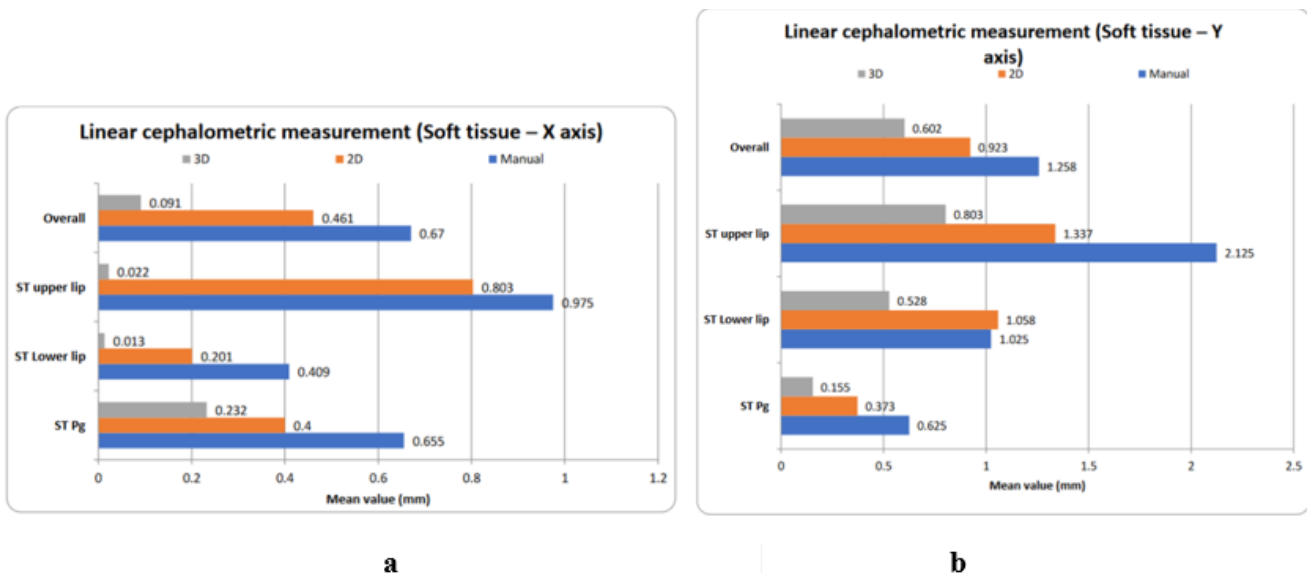 Linear cephalometric measurement (Soft tissue – X axis)
3D 2D Manual
Overall
0.091
0.461
0.67
ST upper lip
0.022
0.803
0.975
ST Lower lip
0.013
0.201
0.409
ST Pg
0.232
0.4
0.655
0 0.2 0.4 0.6 0.8 1 1.2
Mean value (mm)
a
Linear cephalometric measurement (Soft tissue – Y
axis)
3D 2D Manual
Overall
0.602
0.923
1.258
ST upper lip
0.803
1.337
2.125
ST Lower lip
0.528
1.058
1.025
ST Pg
0.155
0.373
0.625
0 0.5 1 1.5 2 2.5
Mean value (mm)
b